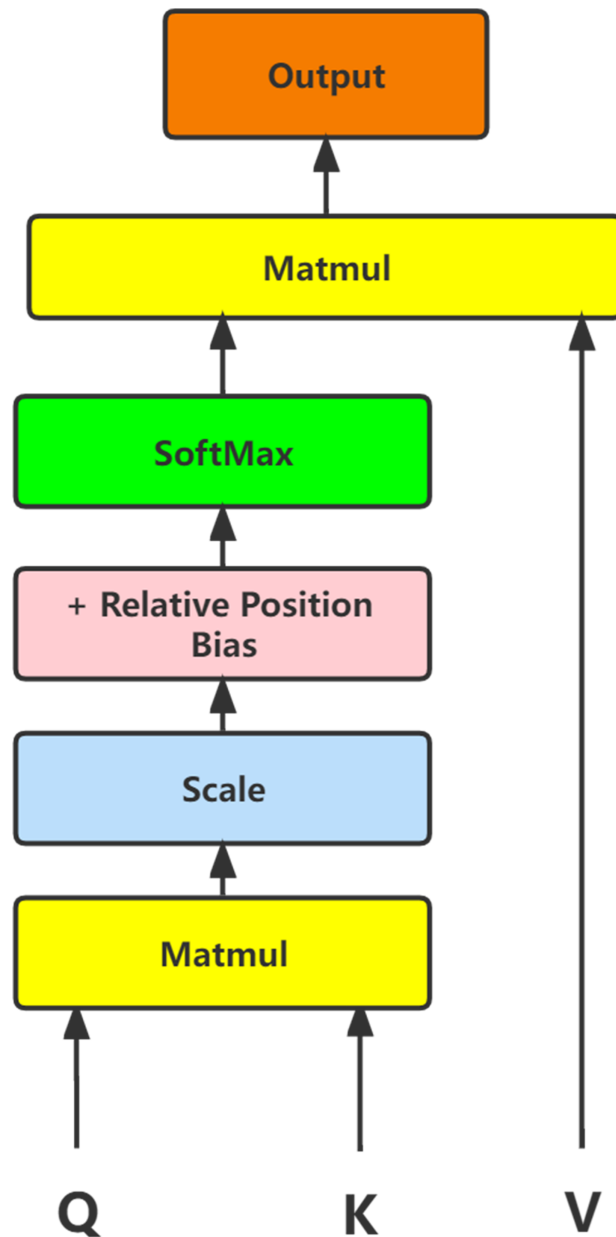 Output
Matmul
SoftMax
+ Relative Position
Bias
Scale
Matmul
Q K V